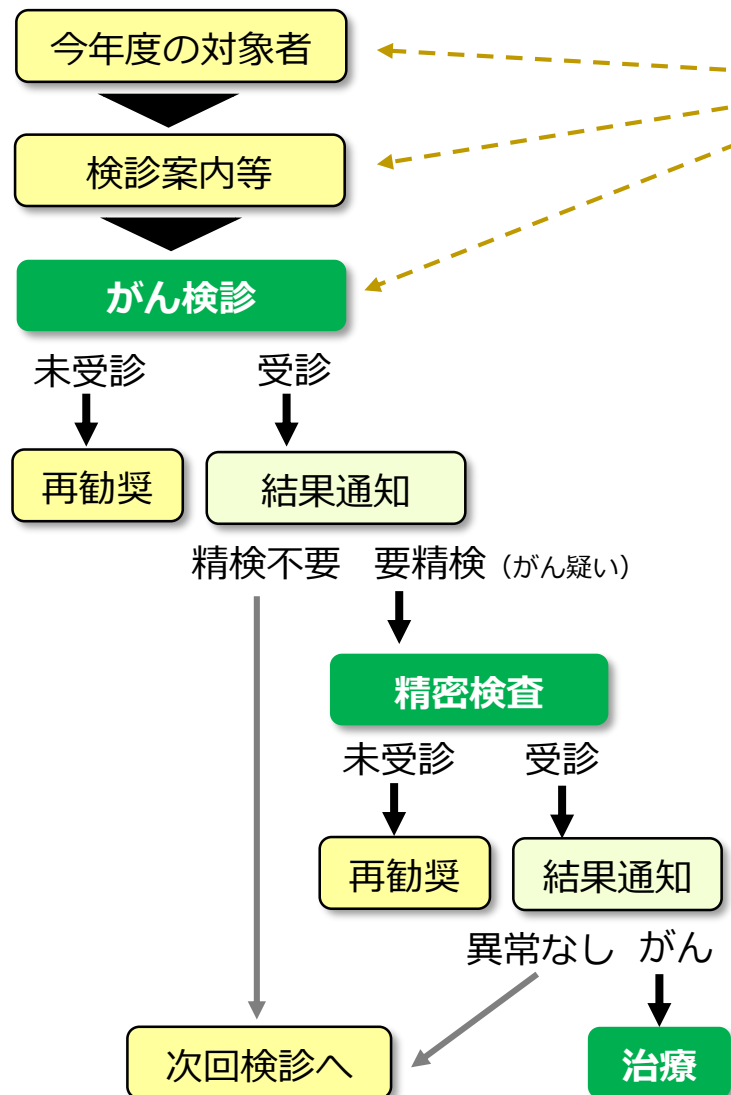 今年度の対象者
検診案内等
がん検診
未受診 受診
再勧奨 結果通知
精検不要 要精検（がん疑い）
精密検査
未受診 受診
再勧奨 結果通知
異常なし がん
次回検診へ 治療